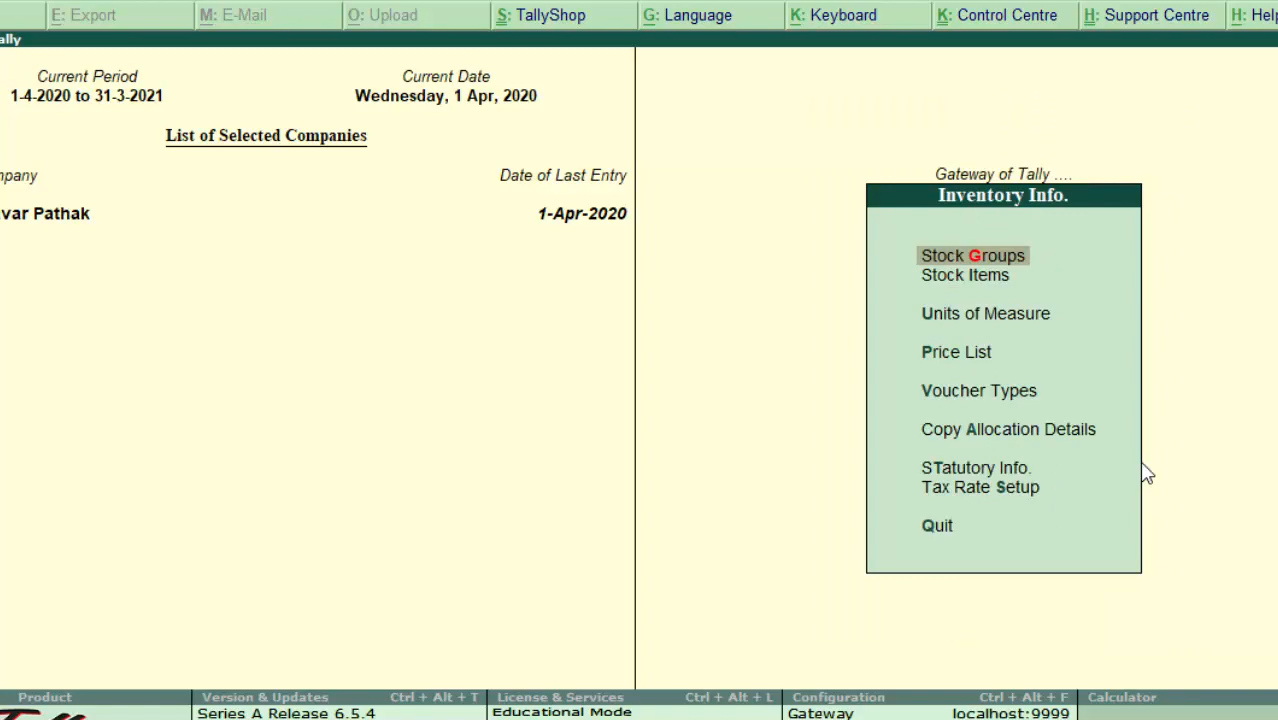 E: Export M: E-Mail O: Upload S: TallyShop G: Language K: Keyboard K: Control Centre H: Support Centre H: Help
ally
Current Period Current Date
1-4-2020 to 31-3-2021 Wednesday, 1 Apr, 2020
List of Selected Companies
mpany Date of Last Entry
var Pathak 1-Apr-2020
Gateway of Tally ....
Inventory Info.
Stock Groups
Stock Items
Units of Measure
Price List
Voucher Types
Copy Allocation Details
STatutory Info.
Tax Rate Setup
Quit
Product Version & Updates Ctrl + Alt + T License & Services Ctrl + Alt + L Configuration Ctrl + Alt + F Calculator
Series A Release 6.5.4 Educational Mode Gateway localhost:9999